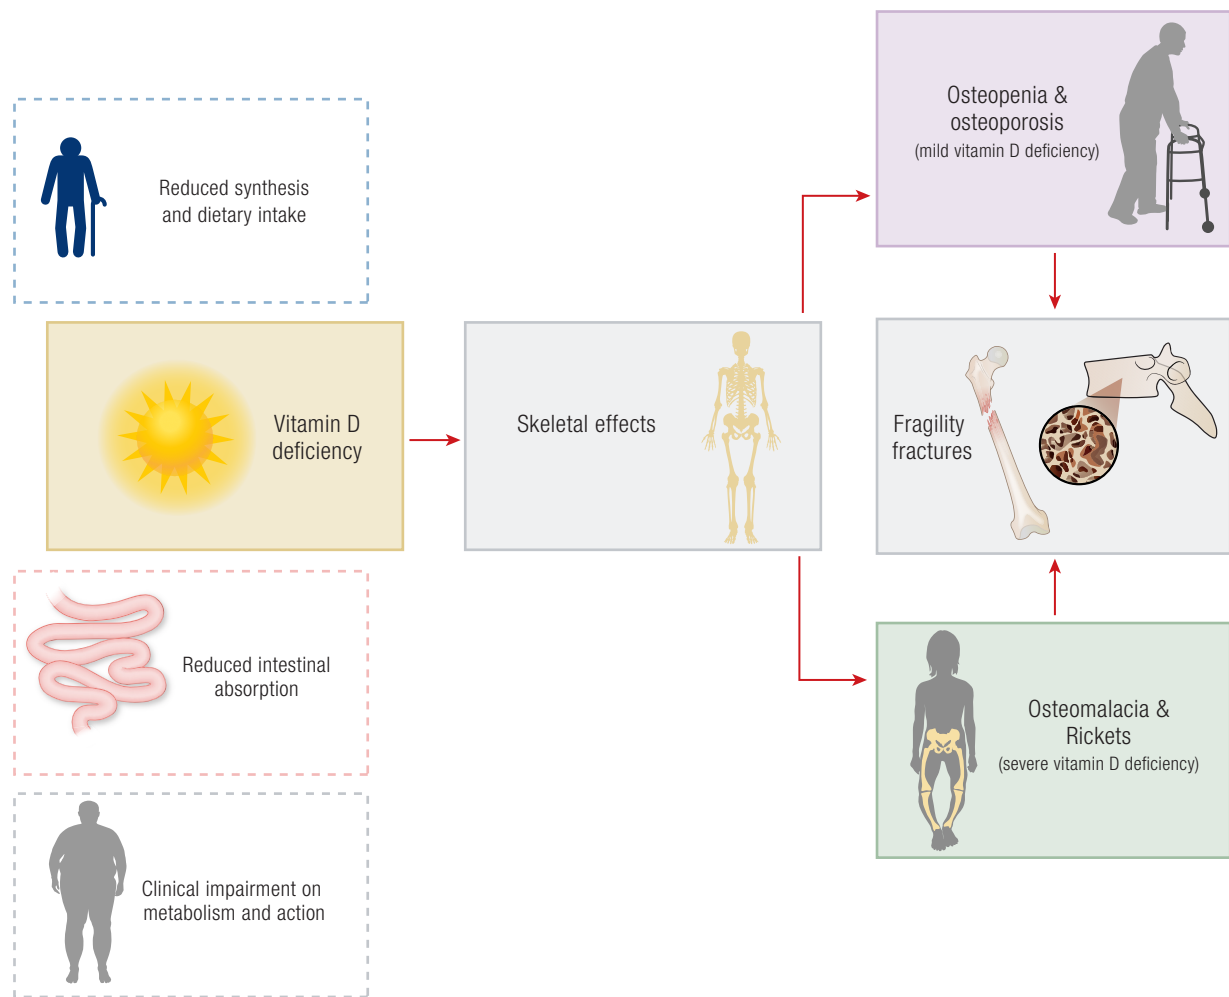 Reduced synthesis
and dietary intake
Vitamin D
deficiency
Reduced intestinal
absorption
Clinical impairment on
metabolism and action
Skeletal effects
Osteopenia &
osteoporosis
(mild vitamin D deficiency)
Fragility
fractures
Osteomalacia &
Rickets
(severe vitamin D deficiency)